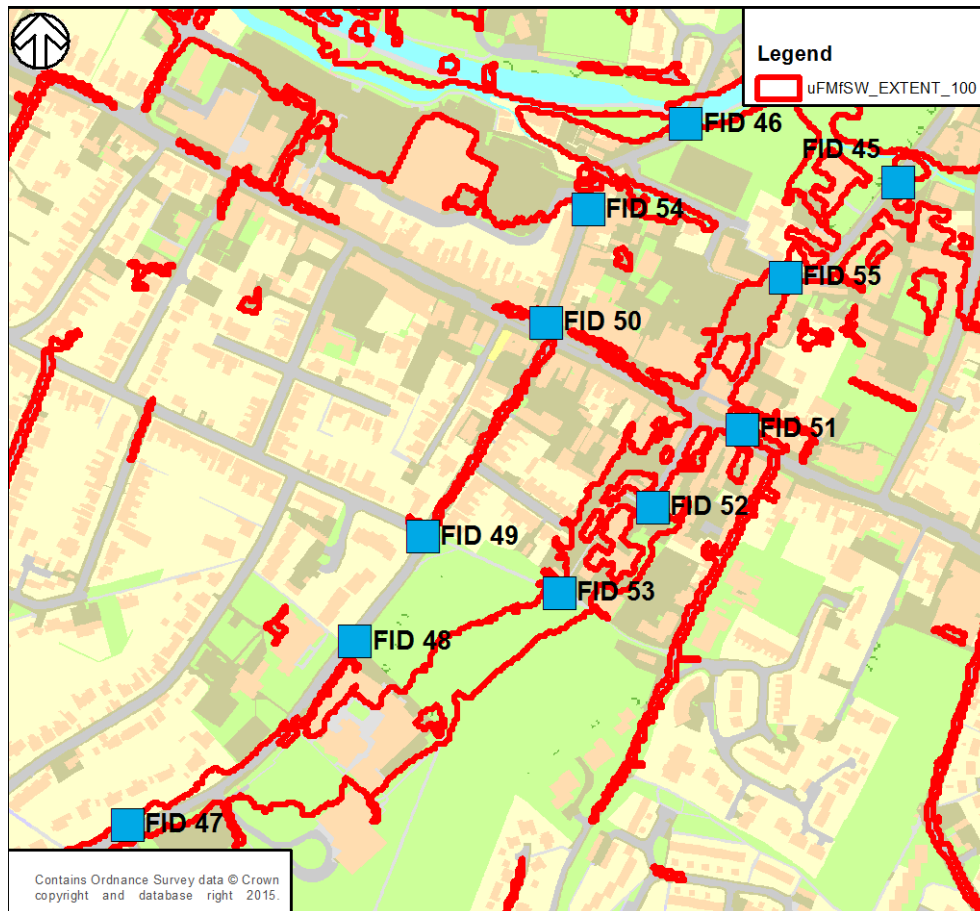 Legend
uFMfSW_EXTENT_100
FID 46
FID 45
FID 54
FID 55
FID 50
FID 51
FID 52
FID 49
FID 53
FID 48
FID 47
Contains Ordnance Survey data © Crown
copyright and database right 2015.